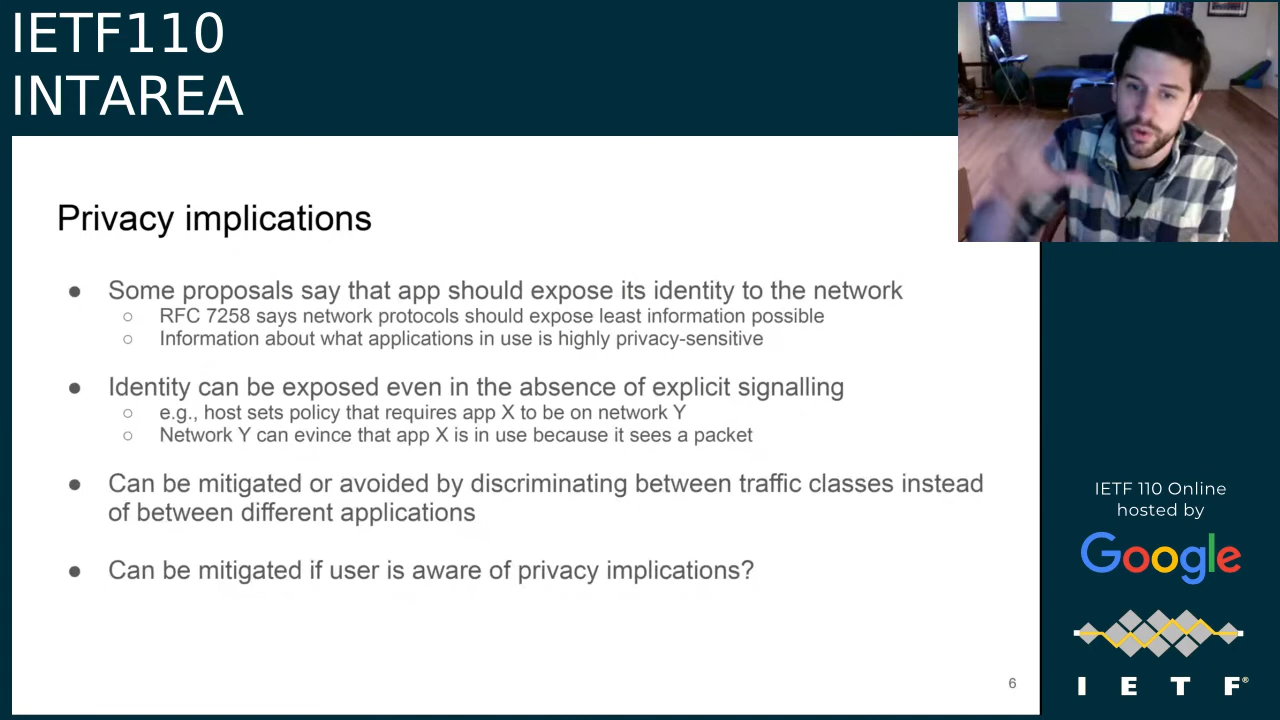 IETF110
INTAREA
Privacy implications
● Some proposals say that app should expose its identity to the network
○ RFC 7258 says network protocols should expose least information possible
○ Information about what applications in use is highly privacy-sensitive
● Identity can be exposed even in the absence of explicit signalling
○ e.g., host sets policy that requires app X to be on network Y
○ Network Y can evince that app X is in use because it sees a packet
● Can be mitigated or avoided by discriminating between traffic classes instead
of between different applications
● Can be mitigated if user is aware of privacy implications?
6
IETF 110 Online
hosted by
Google
I E T F®